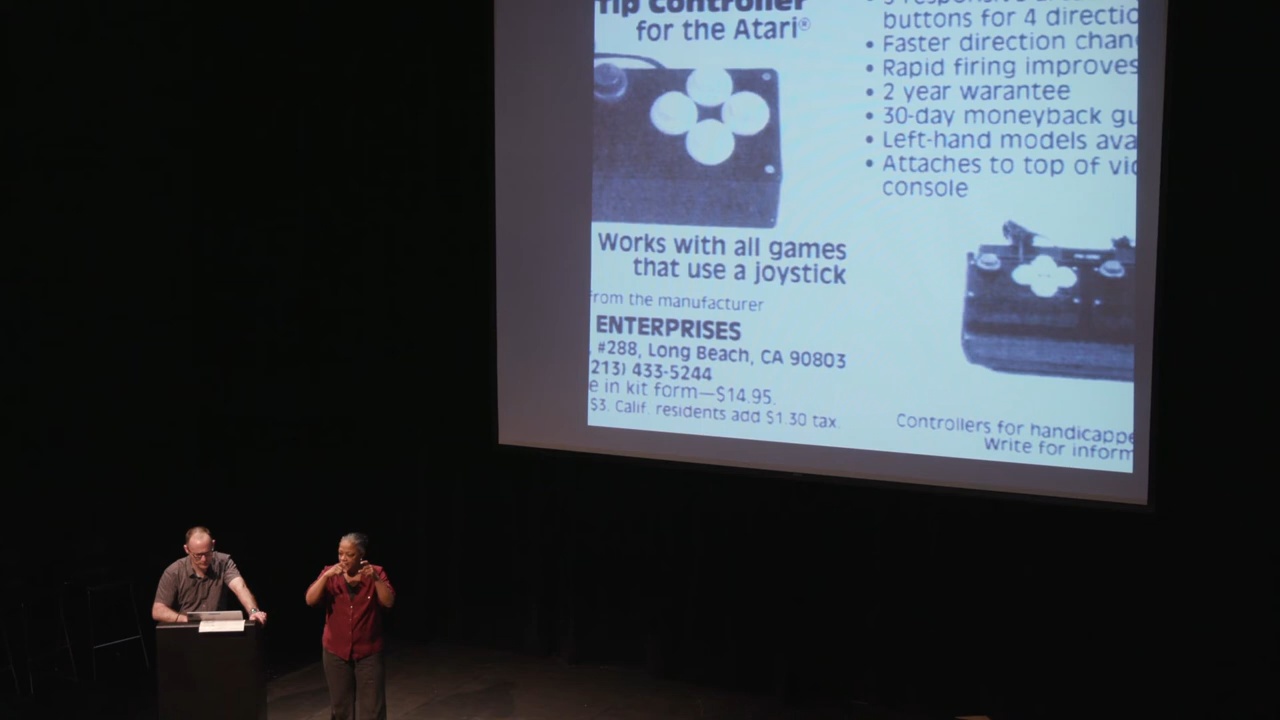 Tip Controller
for the Atari®
Works with all games
that use a joystick
from the manufacturer
ENTERPRISES
, #288, Long Beach, CA 90803
213) 433-5244
e in kit form—$14.95.
$3. Calif. residents add $1.30 tax.
buttons for 4 directio
• Faster direction chan
• Rapid firing improves
• 2 year warantee
• 30-day moneyback gu
• Left-hand models ava
• Attaches to top of vid
console
Controllers for handicappe
Write for inform